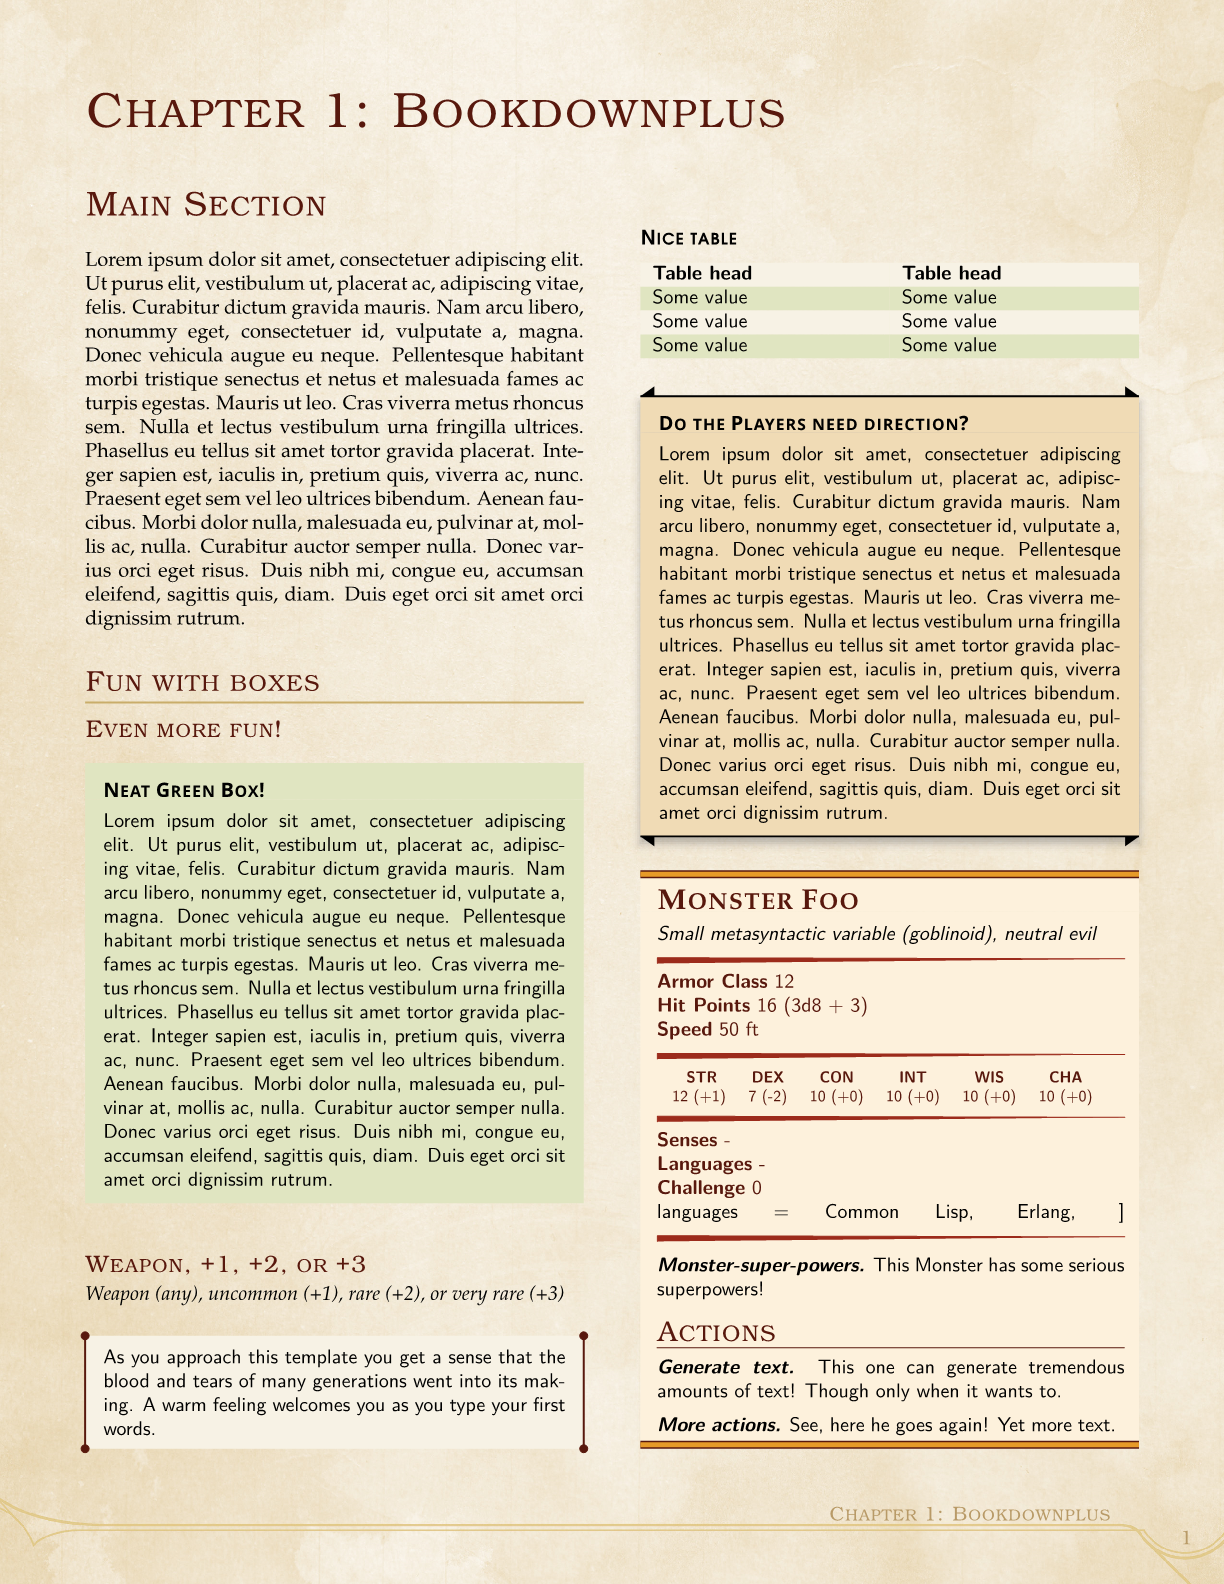 Chapter 1: Bookdownplus
Main Section
Lorem ipsum dolor sit amet, consectetuer adipiscing elit.
Ut purus elit, vestibulum ut, placerat ac, adipiscing vitae,
felis. Curabitur dictum gravida mauris. Nam arcu libero,
nonummy eget, consectetuer id, vulputate a, magna.
Donec vehicula augue eu neque. Pellentesque habitant
morbi tristique senectus et netus et malesuada fames ac
turpis egestas. Mauris ut leo. Cras viverra metus rhoncus
sem. Nulla et lectus vestibulum urna fringilla ultrices.
Phasellus eu tellus sit amet tortor gravida placerat. Inte-
ger sapien est, iaculis in, pretium quis, viverra ac, nunc.
Praesent eget sem vel leo ultrices bibendum. Aenean fau-
cibus. Morbi dolor nulla, malesuada eu, pulvinar at, mol-
lis ac, nulla. Curabitur auctor semper nulla. Donec var-
ius orci eget risus. Duis nibh mi, congue eu, accumsan
eleifend, sagittis quis, diam. Duis eget orci sit amet orci
dignissim rutrum.
Fun with boxes
Even more fun!
Neat Green Box!
Lorem ipsum dolor sit amet, consectetuer adipiscing
elit. Ut purus elit, vestibulum ut, placerat ac, adipisc-
ing vitae, felis. Curabitur dictum gravida mauris. Nam
arcu libero, nonummy eget, consectetuer id, vulputate a,
magna. Donec vehicula augue eu neque. Pellentesque
habitant morbi tristique senectus et netus et malesuada
fames ac turpis egestas. Mauris ut leo. Cras viverra me-
tus rhoncus sem. Nulla et lectus vestibulum urna fringilla
ultrices. Phasellus eu tellus sit amet tortor gravida plac-
erat. Integer sapien est, iaculis in, pretium quis, viverra
ac, nunc. Praesent eget sem vel leo ultrices bibendum.
Aenean faucibus. Morbi dolor nulla, malesuada eu, pul-
vinar at, mollis ac, nulla. Curabitur auctor semper nulla.
Donec varius orci eget risus. Duis nibh mi, congue eu,
accumsan eleifend, sagittis quis, diam. Duis eget orci sit
amet orci dignissim rutrum.
Weapon, +1, +2, or +3
Weapon (any), uncommon (+1), rare (+2), or very rare (+3)
As you approach this template you get a sense that the
blood and tears of many generations went into its mak-
ing. A warm feeling welcomes you as you type your first
words.
Nice table
Table head Table head
Some value Some value
Some value Some value
Some value Some value
Do the Players need direction?
Lorem ipsum dolor sit amet, consectetuer adipiscing
elit. Ut purus elit, vestibulum ut, placerat ac, adipisc-
ing vitae, felis. Curabitur dictum gravida mauris. Nam
arcu libero, nonummy eget, consectetuer id, vulputate a,
magna. Donec vehicula augue eu neque. Pellentesque
habitant morbi tristique senectus et netus et malesuada
fames ac turpis egestas. Mauris ut leo. Cras viverra me-
tus rhoncus sem. Nulla et lectus vestibulum urna fringilla
ultrices. Phasellus eu tellus sit amet tortor gravida plac-
erat. Integer sapien est, iaculis in, pretium quis, viverra
ac, nunc. Praesent eget sem vel leo ultrices bibendum.
Aenean faucibus. Morbi dolor nulla, malesuada eu, pul-
vinar at, mollis ac, nulla. Curabitur auctor semper nulla.
Donec varius orci eget risus. Duis nibh mi, congue eu,
accumsan eleifend, sagittis quis, diam. Duis eget orci sit
amet orci dignissim rutrum.
Monster Foo
Small metasyntactic variable (goblinoid), neutral evil
Armor Class 12
Hit Points 16 (3d8 + 3)
Speed 50 ft
STR DEX CON INT WIS CHA
12 (+1) 7 (-2) 10 (+0) 10 (+0) 10 (+0) 10 (+0)
Senses -
Languages -
Challenge 0
languages = Common Lisp, Erlang, ]
Monster-super-powers. This Monster has some serious
superpowers!
Actions
Generate text. This one can generate tremendous
amounts of text! Though only when it wants to.
More actions. See, here he goes again! Yet more text.
Chapter 1: Bookdownplus
1